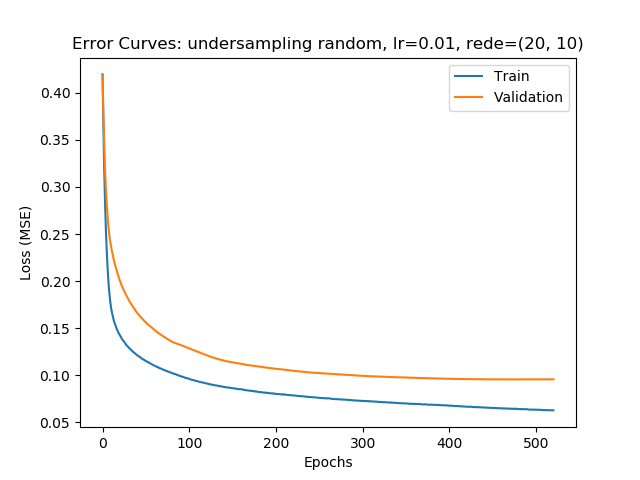 Error Curves: undersampling random, lr=0.01, rede=(20, 10)
Train
Validation
0.40
0.35
0.30
0.25
0.20
0.15
0.10
0.05
Loss (MSE)
0 100 200 300 400 500
Epochs